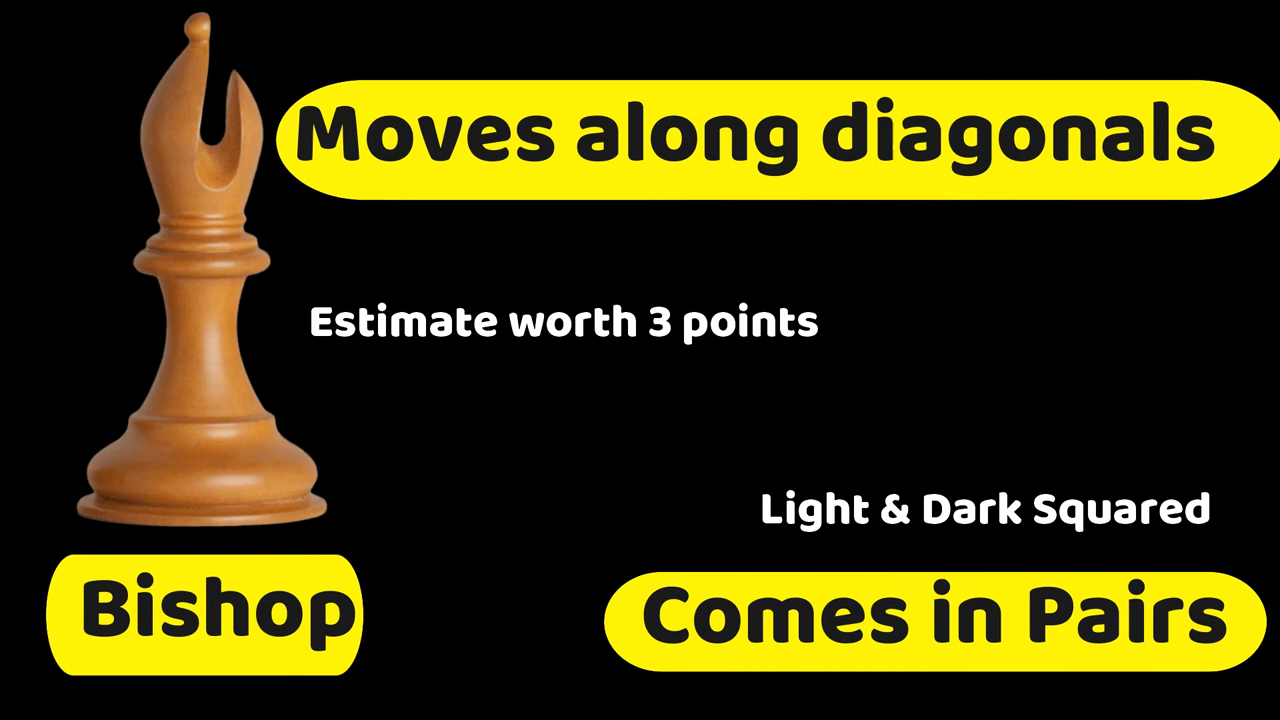 Moves along diagonals
Estimate worth 3 points
Light & Dark Squared
Bishop
Comes in Pairs